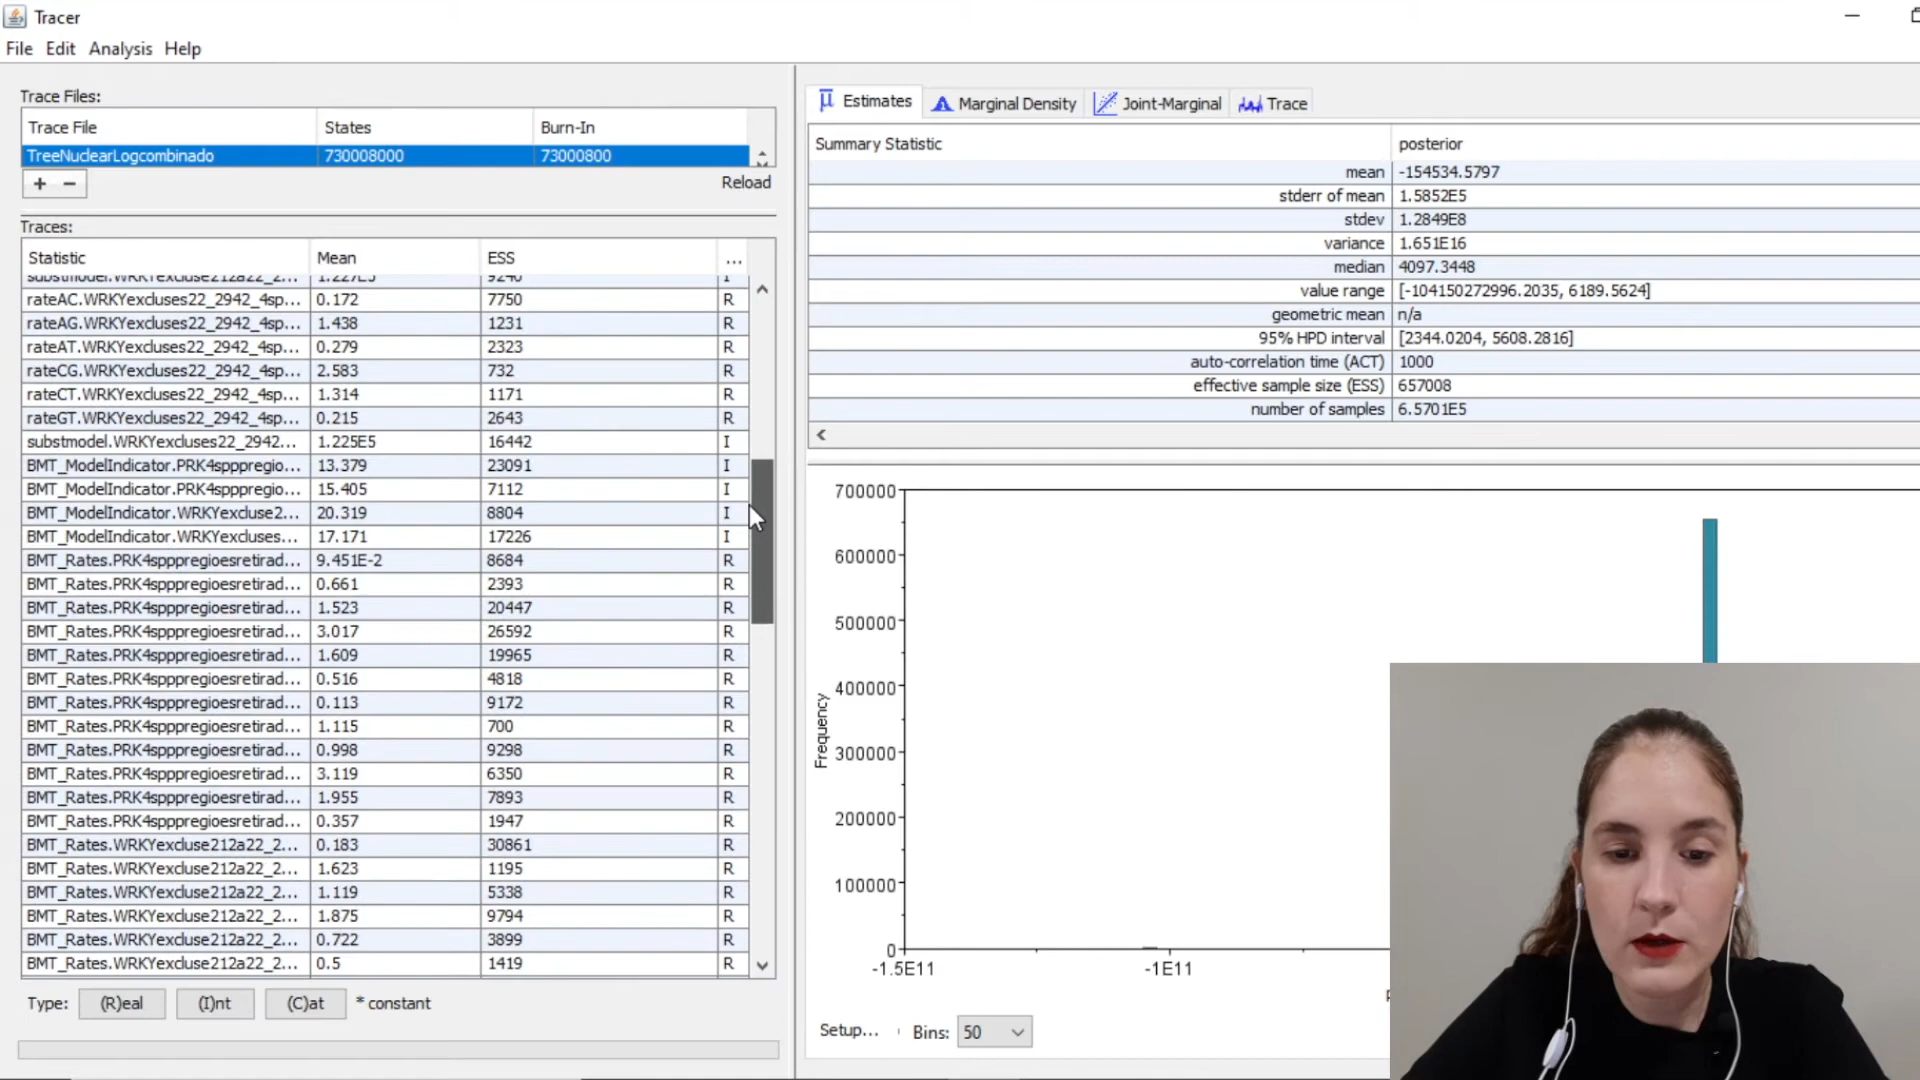 Tracer
File Edit Analysis Help
Trace Files:
Trace File States Burn-In
TreeNuclearLogcombinado 730008000 73000800
+ −
Reload
Traces:
Statistic Mean ESS ...
substmodel.WRKYexcluse212a22_2... 1.227E5 9240 I
rateAC.WRKYexcluses22_2942_4sp... 0.172 7750 R
rateAG.WRKYexcluses22_2942_4sp... 1.438 1231 R
rateAT.WRKYexcluses22_2942_4sp... 0.279 2323 R
rateCG.WRKYexcluses22_2942_4sp... 2.583 732 R
rateCT.WRKYexcluses22_2942_4sp... 1.314 1171 R
rateGT.WRKYexcluses22_2942_4sp... 0.215 2643 R
substmodel.WRKYexcluses22_2942... 1.225E5 16442 I
BMT_ModelIndicator.PRK4spppregio... 13.379 23091 I
BMT_ModelIndicator.PRK4spppregio... 15.405 7112 I
BMT_ModelIndicator.WRKYexcluse2... 20.319 8804 I
BMT_ModelIndicator.WRKYexcluses... 17.171 17226 I
BMT_Rates.PRK4spppregioesretirad... 9.451E-2 8684 R
BMT_Rates.PRK4spppregioesretirad... 0.661 2393 R
BMT_Rates.PRK4spppregioesretirad... 1.523 20447 R
BMT_Rates.PRK4spppregioesretirad... 3.017 26592 R
BMT_Rates.PRK4spppregioesretirad... 1.609 19965 R
BMT_Rates.PRK4spppregioesretirad... 0.516 4818 R
BMT_Rates.PRK4spppregioesretirad... 0.113 9172 R
BMT_Rates.PRK4spppregioesretirad... 1.115 700 R
BMT_Rates.PRK4spppregioesretirad... 0.998 9298 R
BMT_Rates.PRK4spppregioesretirad... 3.119 6350 R
BMT_Rates.PRK4spppregioesretirad... 1.955 7893 R
BMT_Rates.PRK4spppregioesretirad... 0.357 1947 R
BMT_Rates.WRKYexcluse212a22_2... 0.183 30861 R
BMT_Rates.WRKYexcluse212a22_2... 1.623 1195 R
BMT_Rates.WRKYexcluse212a22_2... 1.119 5338 R
BMT_Rates.WRKYexcluse212a22_2... 1.875 9794 R
BMT_Rates.WRKYexcluse212a22_2... 0.722 3899 R
BMT_Rates.WRKYexcluse212a22_2... 0.5 1419 R
Type: (R)eal (I)nt (C)at * constant
Estimates Marginal Density Joint-Marginal Trace
Summary Statistic posterior
mean -154534.5797
stderr of mean 1.5852E5
stdev 1.2849E8
variance 1.651E16
median 4097.3448
value range [-104150272996.2035, 6189.5624]
geometric mean n/a
95% HPD interval [2344.0204, 5608.2816]
auto-correlation time (ACT) 1000
effective sample size (ESS) 657008
number of samples 6.5701E5
700000
600000
500000
400000
300000
200000
100000
0
Frequency
-1.5E11 -1E11
Setup... Bins: 50